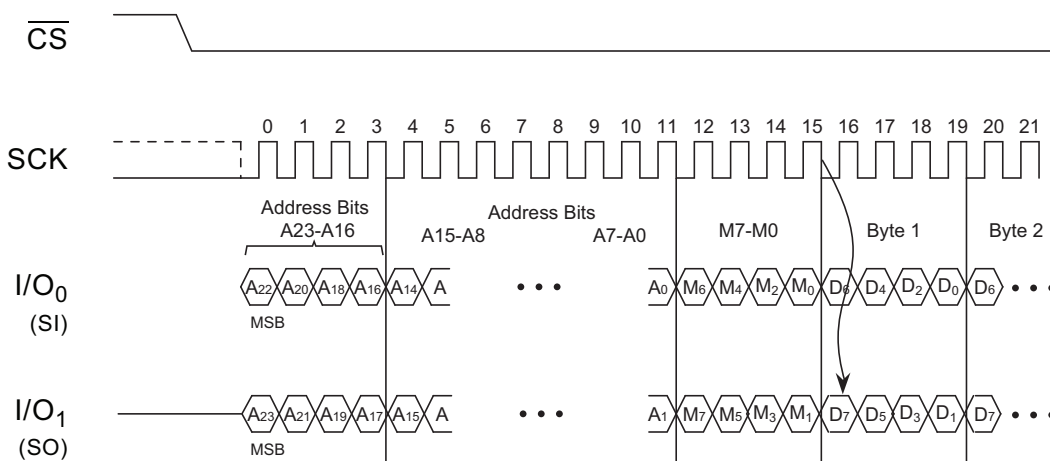 CS
0 1 2 3 4 5 6 7 8 9 10 11 12 13 14 15 16 17 18 19 20 21
SCK
Address Bits Address Bits
A23-A16 A15-A8 A7-A0 M7-M0 Byte 1 Byte 2
I/O0 A22 A20 A18 A16 A14 A • • • A0 M6 M4 M2 M0 D6 D4 D2 D0 D6 • • •
(SI) MSB
I/O1 A23 A21 A19 A17 A15 A • • • A1 M7 M5 M3 M1 D7 D5 D3 D1 D7 • • •
(SO) MSB